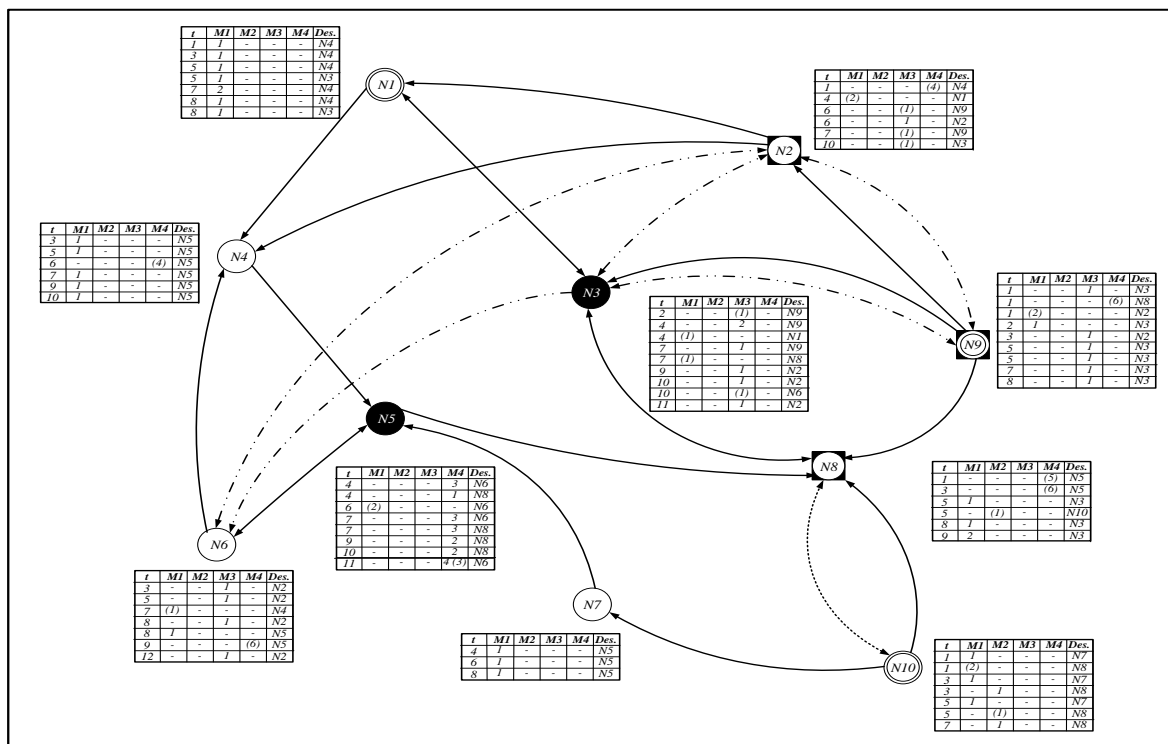 t M1 M2 M3 M4 Des.
1 1 - - - N4
3 1 - - - N4
5 1 - - - N4
5 1 - - - N3
7 2 - - - N4
8 1 - - - N4
8 1 - - - N3
N1
t M1 M2 M3 M4 Des.
1 - - - (4) N4
4 (2) - - - N1
6 - - (1) - N9
6 - - 1 - N2
7 - - (1) - N9
10 - - (1) - N3
N2
t M1 M2 M3 M4 Des.
3 1 - - - N5
5 1 - - - N5
6 - - - (4) N5
7 1 - - - N5
9 1 - - - N5
10 1 - - - N5
N4
N3
t M1 M2 M3 M4 Des.
2 - - (1) - N9
4 - - 2 - N9
4 (1) - - - N1
7 - - 1 - N9
7 (1) - - - N8
9 - - 1 - N2
10 - - 1 - N2
10 - - (1) - N6
11 - - 1 - N2
N9
t M1 M2 M3 M4 Des.
1 - - 1 - N3
1 - - - (6) N8
1 (2) - - - N2
2 1 - - - N3
3 - - 1 - N2
5 - - 1 - N3
5 - - 1 - N3
7 - - 1 - N3
8 - - 1 - N3
N5
t M1 M2 M3 M4 Des.
4 - - - 3 N6
4 - - - 1 N8
6 (2) - - - N6
7 - - - 3 N6
7 - - - 3 N8
9 - - - 2 N8
10 - - - 2 N8
11 - - - 4 (3) N6
N8
t M1 M2 M3 M4 Des.
1 - - - (5) N5
3 - - - (6) N5
5 1 - - - N3
5 - (1) - - N10
8 1 - - - N3
9 2 - - - N3
N6
t M1 M2 M3 M4 Des.
3 - - 1 - N2
5 - - 1 - N2
7 (1) - - - N4
8 - - 1 - N2
8 1 - - - N5
9 - - - (6) N5
12 - - 1 - N2
N7
t M1 M2 M3 M4 Des.
4 1 - - - N5
6 1 - - - N5
8 1 - - - N5
N10
t M1 M2 M3 M4 Des.
1 1 - - - N7
1 (2) - - - N8
3 1 - - - N7
3 - 1 - - N8
5 1 - - - N7
5 - (1) - - N8
7 - 1 - - N8